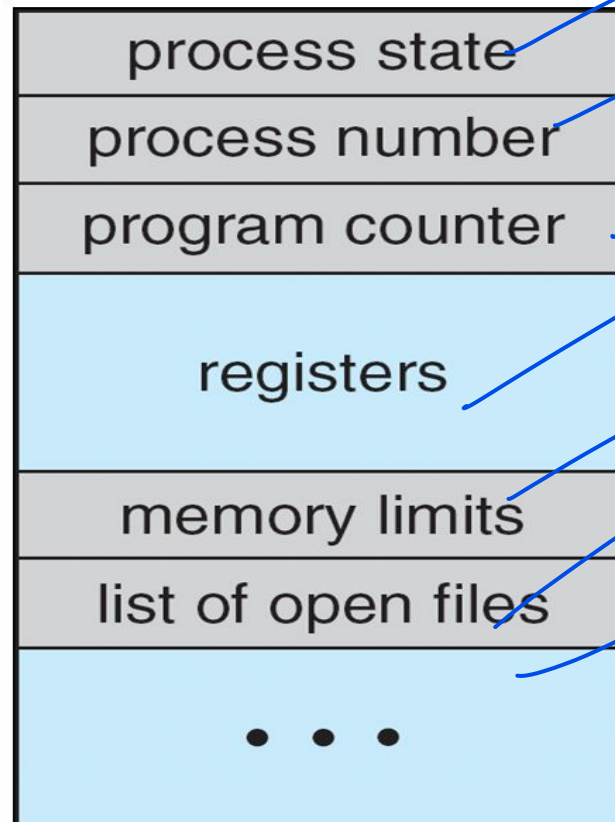 process state
process number
program counter
registers
memory limits
list of open files
• • •